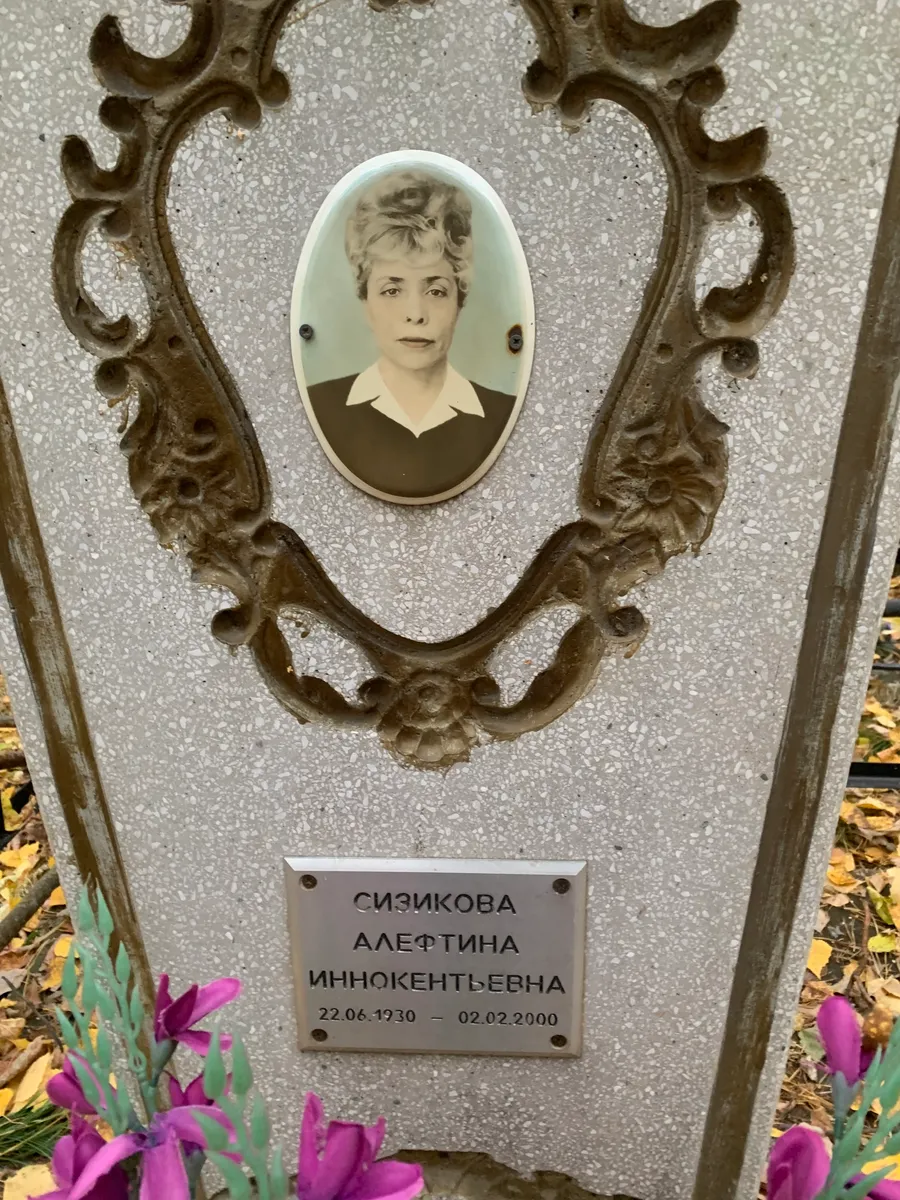 СИЗИКОВА
АЛЕФТИНА
ИННОКЕНТЬЕВНА
22.06.1930 — 02.02.2000